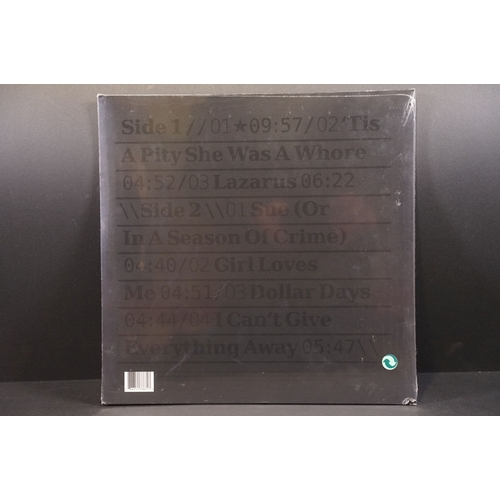 Side 1//01★09:57/02‘Tis
A Pity She Was A Whore
04:52/03 Lazarus 06:22
\\Side 2\\01 Sue (Or
In A Season Of Crime)
04:40/02 Girl Loves
Me 04:51/03 Dollar Days
04:44/04 I Can’t Give
Everything Away 05:47\\